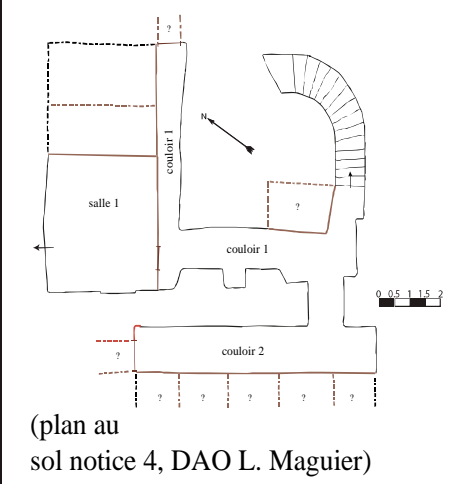 ?
N
couloir 1
salle 1
?
couloir 1
0 0.5 1 1.5 2
?
couloir 2
? ? ? ? ?
(plan au
sol notice 4, DAO L. Maguier)